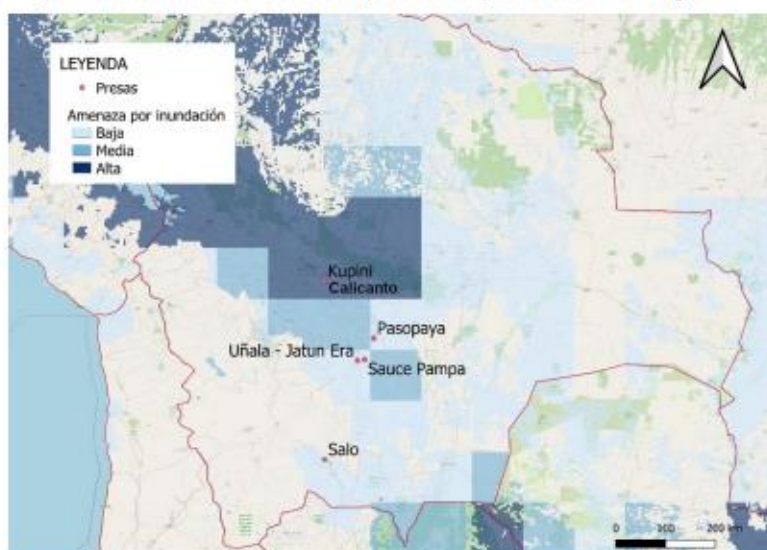 LEYENDA
Presas
Amenaza por inundación
Baja
Media
Alta
Kupini
Calicanto
Pasopaya
Uñala - Jatun Era
Sauce Pampa
Salo
0 100 200 km